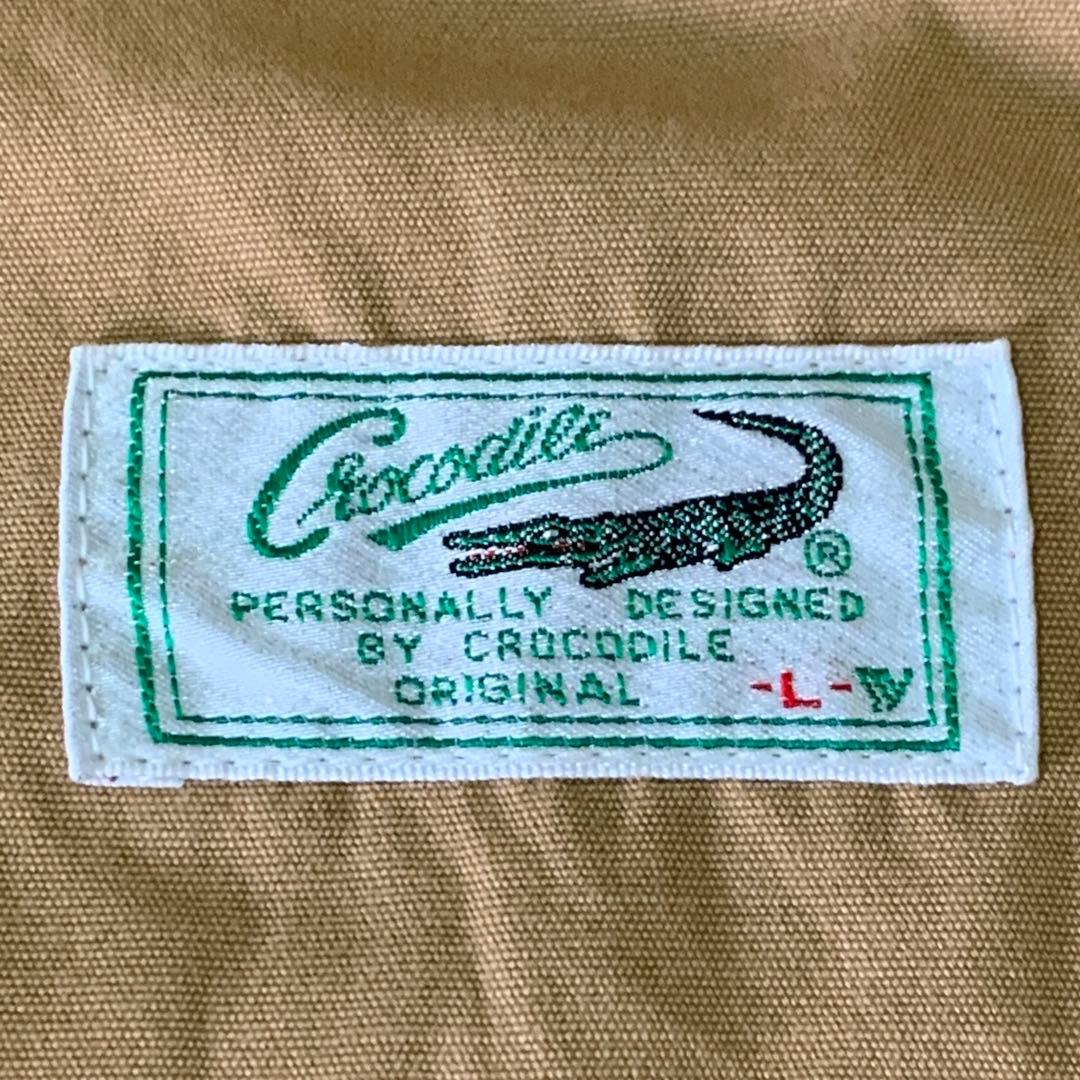 Crocodile
®
PERSONALLY DESIGNED
BY CROCODILE
ORIGINAL
-L-